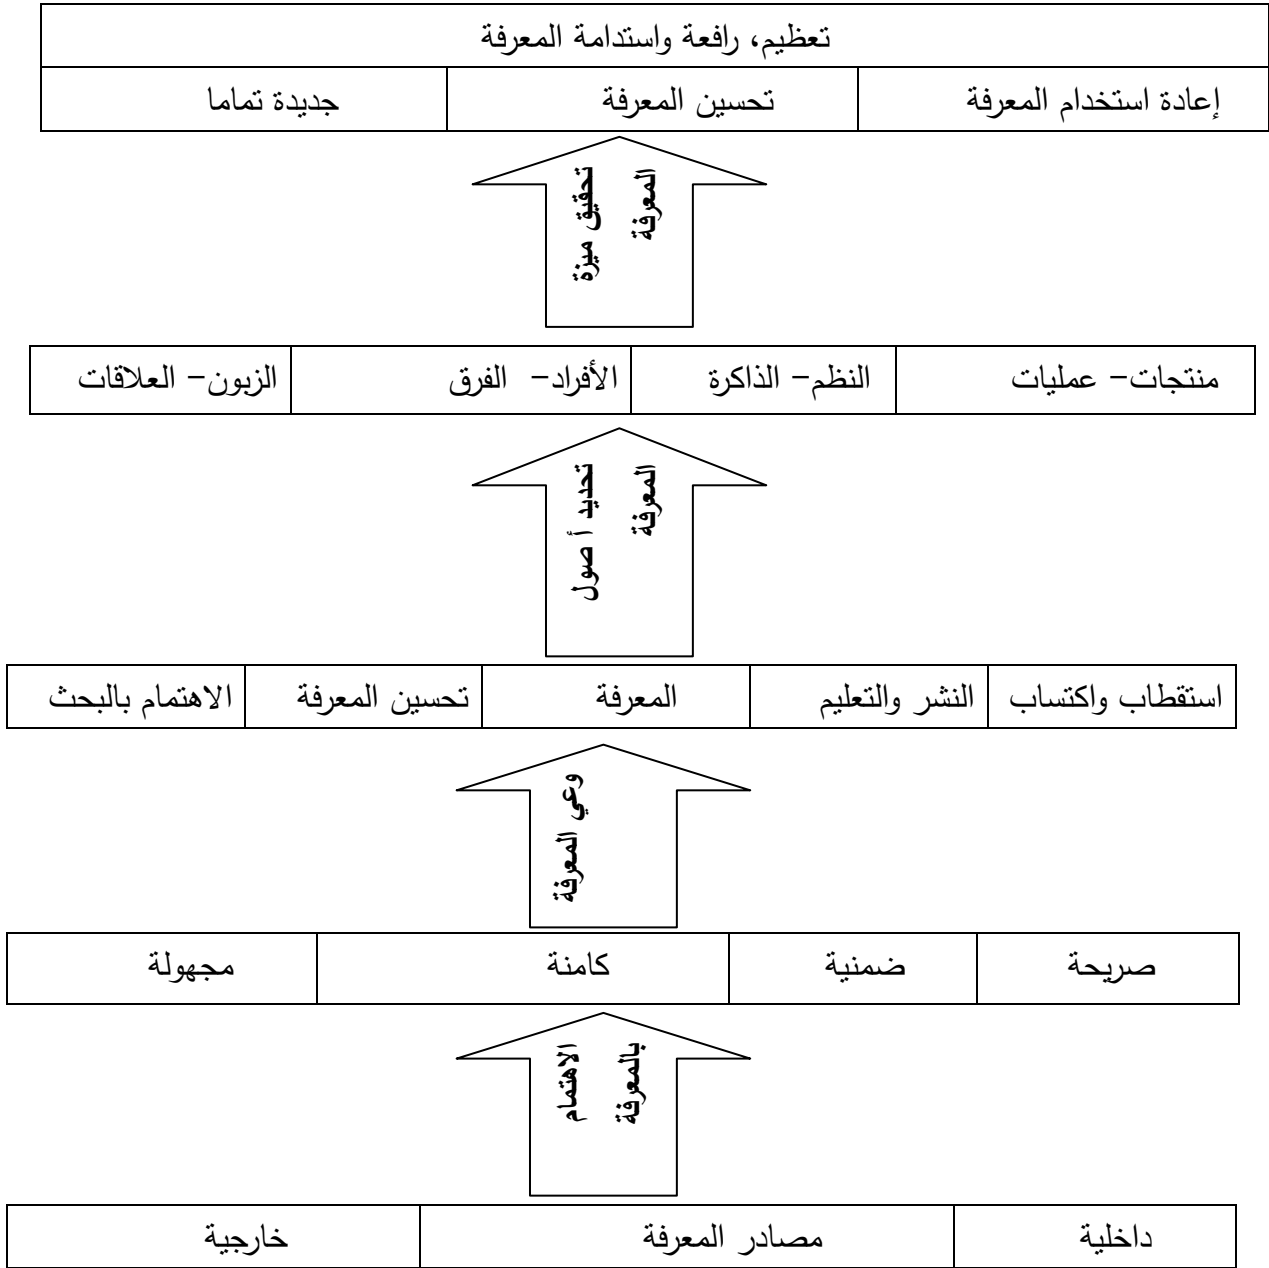 تعظيم، رافعة واستدامة المعرفة
إعادة استخدام المعرفة تحسين المعرفة جديدة تماما
تحقيق ميزة
المعرفة
منتجات- عمليات النظم- الذاكرة الأفراد- الفرق الزبون- العلاقات
تحديد أ صول
المعرفة
استقطاب واكتساب النشر والتعليم المعرفة تحسين المعرفة الاهتمام بالبحث
وعي المعرفة
صريحة ضمنية كامنة مجهولة
الاهتمام
بالمعرفة
داخلية مصادر المعرفة خارجية